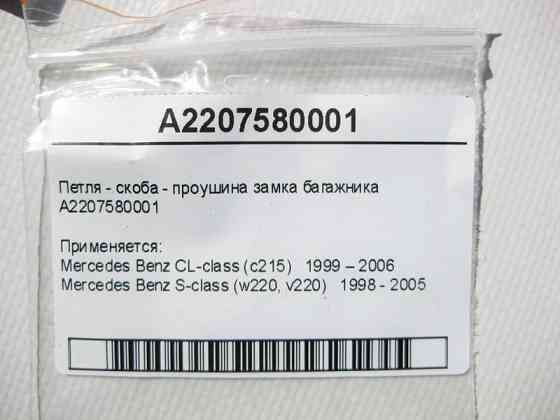 A2207580001
Петля - скоба - проушина замка багажника
A2207580001
Применяется:
Mercedes Benz CL-class (c215) 1999 – 2006
Mercedes Benz S-class (w220, v220) 1998 - 2005